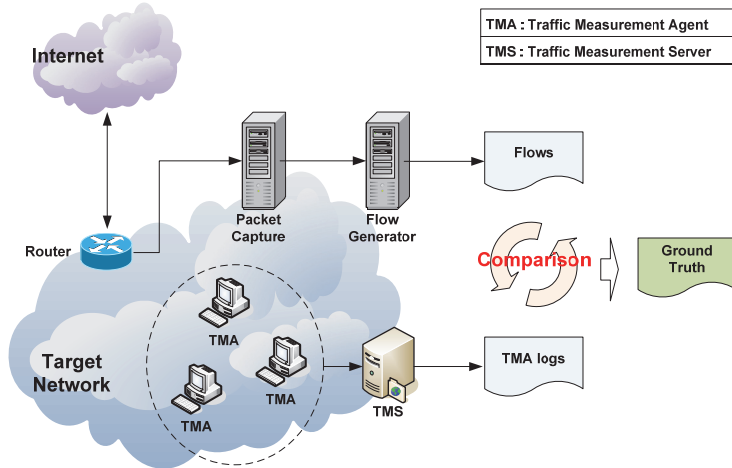 Internet
TMA : Traffic Measurement Agent
TMS : Traffic Measurement Server
Flows
Packet
Capture
Flow
Generator
Router
Comparison
Ground
Truth
TMA
Target
Network
TMA
TMA
TMS
TMA logs